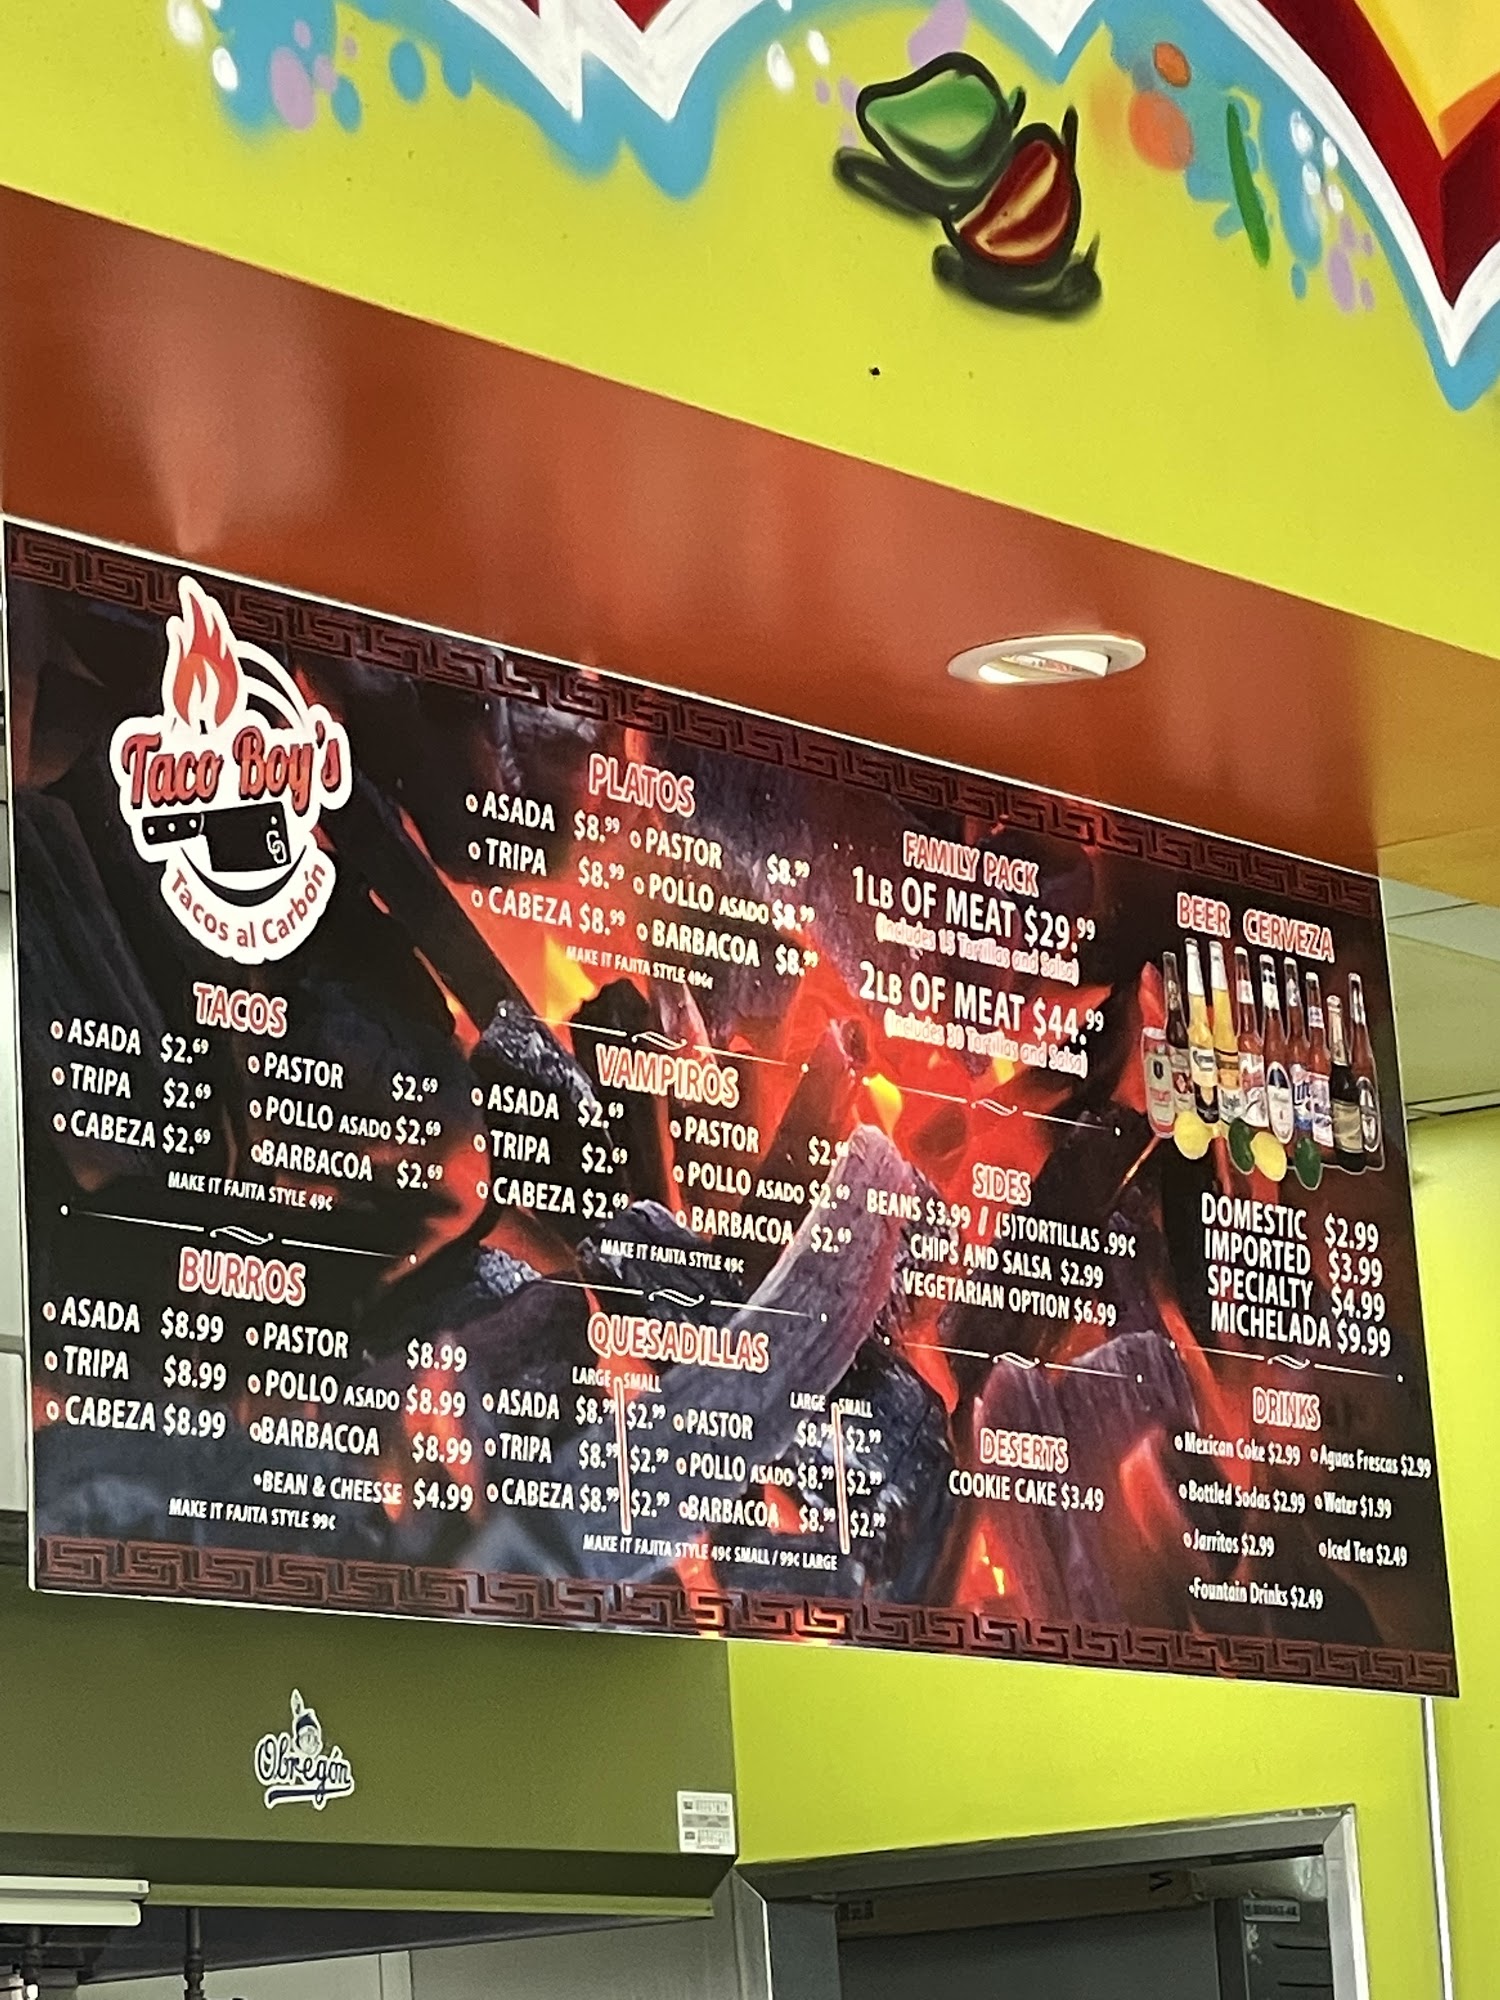 Taco Boy's
Tacos al Carbón
TACOS
ASADA $2.69
TRIPA $2.69
CABEZA $2.69
PASTOR $2.69
POLLO ASADO $2.69
BARBACOA $2.69
MAKE IT FAJITA STYLE 49¢
BURROS
ASADA $8.99
TRIPA $8.99
CABEZA $8.99
PASTOR $8.99
POLLO ASADO $8.99
BARBACOA $8.99
BEAN & CHEESSE $4.99
MAKE IT FAJITA STYLE 99¢
PLATOS
ASADA $8.99
TRIPA $8.99
CABEZA $8.99
PASTOR $8.99
POLLO ASADO $8.99
BARBACOA $8.99
MAKE IT FAJITA STYLE 49¢¢
VAMPIROS
ASADA $2.69
TRIPA $2.69
CABEZA $2.69
PASTOR $2.69
POLLO ASADO $2.69
BARBACOA $2.69
MAKE IT FAJITA STYLE 49¢
QUESADILLAS
LARGE SMALL
ASADA $8.99 $2.99
TRIPA $8.99 $2.99
CABEZA $8.99 $2.99
LARGE SMALL
PASTOR $8.99 $2.99
POLLO ASADO $8.99 $2.99
BARBACOA $8.99 $2.99
MAKE IT FAJITA STYLE 49¢ SMALL / 99¢ LARGE
FAMILY PACK
1LB OF MEAT $29.99
(Includes 15 Tortillas and Salsa)
2LB OF MEAT $44.99
(Includes 30 Tortillas and Salsa)
SIDES
BEANS $3.99 // (5)TORTILLAS .99¢
CHIPS AND SALSA $2.99
VEGETARIAN OPTION $6.99
DESERTS
COOKIE CAKE $3.49
BEER CERVEZA
DOMESTIC $2.99
IMPORTED $3.99
SPECIALTY $4.99
MICHELADA $9.99
DRINKS
Mexican Coke $2.99
Aguas Frescas $2.99
Bottled Sodas $2.99
Water $1.99
Jarritos $2.99
Iced Tea $2.49
Fountain Drinks $2.49
Obregón